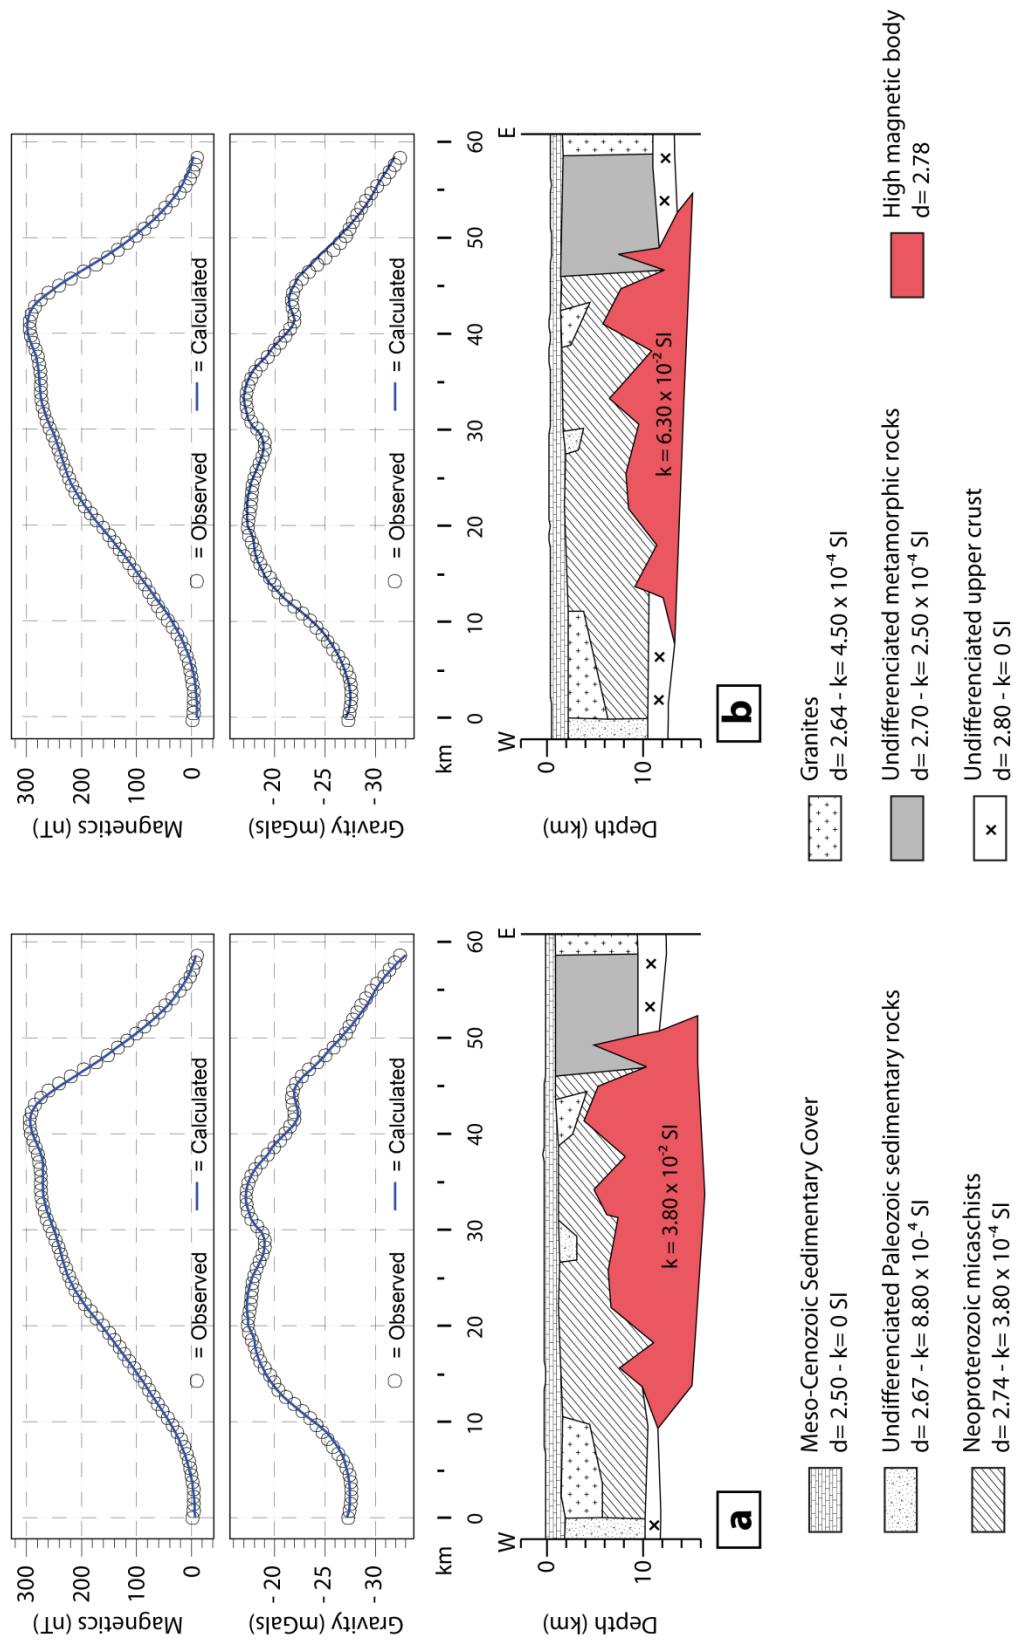 Magnetics (nT)
300
200
100
0
= Observed
= Calculated
Gravity (mGals)
- 20
- 25
- 30
km
0
10
20
30
40
50
60
W
E
Depth (km)
0
10
k = 3.80 x 10-² SI
a
Magnetics (nT)
300
200
100
0
= Observed
= Calculated
Gravity (mGals)
- 20
- 25
- 30
km
0
10
20
30
40
50
60
W
E
Depth (km)
0
10
k = 6.30 x 10-² SI
b
Meso-Cenozoic Sedimentary Cover
d= 2.50 - k= 0 SI
Undifferenciated Paleozoic sedimentary rocks
d= 2.67 - k= 8.80 x 10-⁴ SI
Neoproterozoic micaschists
d= 2.74 - k= 3.80 x 10-⁴ SI
Granites
d= 2.64 - k= 4.50 x 10-⁴ SI
Undifferenciated metamorphic rocks
d= 2.70 - k= 2.50 x 10-⁴ SI
Undifferenciated upper crust
d= 2.80 - k= 0 SI
High magnetic body
d= 2.78